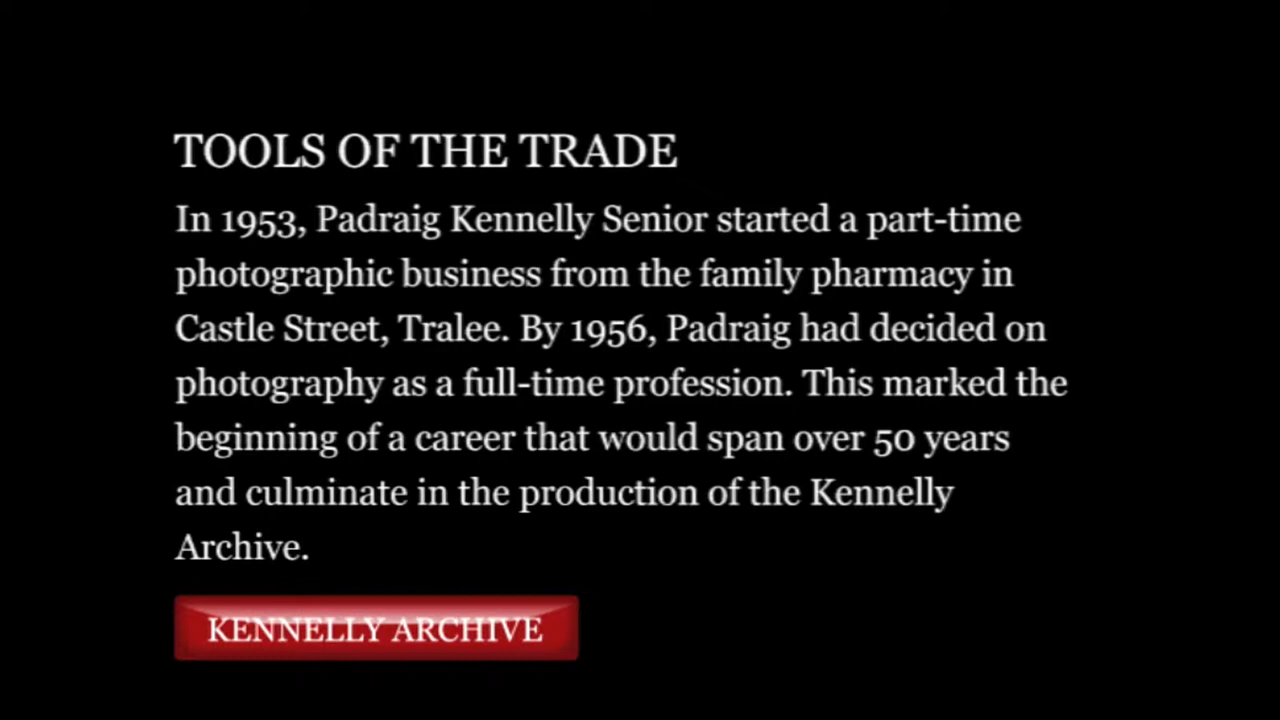 TOOLS OF THE TRADE
In 1953, Padraig Kennelly Senior started a part-time
photographic business from the family pharmacy in
Castle Street, Tralee. By 1956, Padraig had decided on
photography as a full-time profession. This marked the
beginning of a career that would span over 50 years
and culminate in the production of the Kennelly
Archive.
KENNELLY ARCHIVE